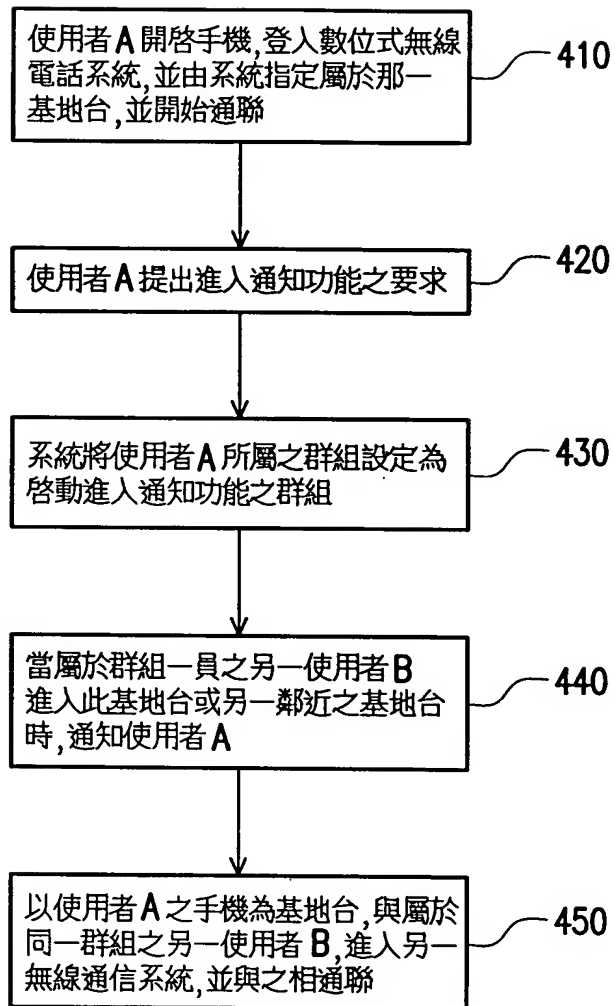 使用者A開啓手機,登入數位式無線
電話系統,並由系統指定屬於那一
基地台,並開始通聯
410
使用者A提出進入通知功能之要求
420
系統將使用者A所屬之群組設定為
啓動進入通知功能之群組
430
當屬於群組一員之另一使用者B
進入此基地台或另一鄰近之基地台
時,通知使用者A
440
以使用者A之手機為基地台,與屬於
同一群組之另一使用者B,進入另一
無線通信系統,並與之相通聯
450